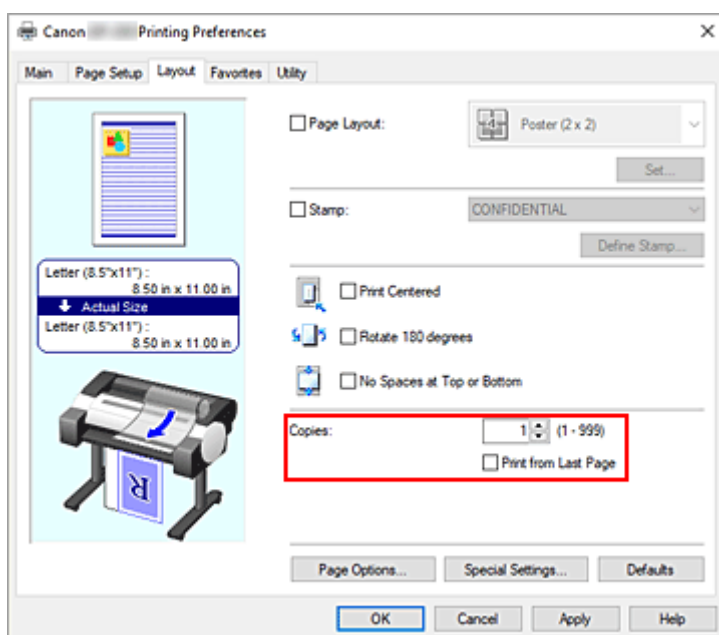 Canon Printing Preferences
Main Page Setup Layout Favorites Utility
Page Layout: Poster (2 x 2)
Set...
Stamp: CONFIDENTIAL
Define Stamp...
Letter (8.5"x11") :
8.50 in x 11.00 in
Actual Size
Letter (8.5"x11") :
8.50 in x 11.00 in
Print Centered
Rotate 180 degrees
No Spaces at Top or Bottom
Copies: 1 (1 - 999)
Print from Last Page
R
Page Options... Special Settings... Defaults
OK Cancel Apply Help